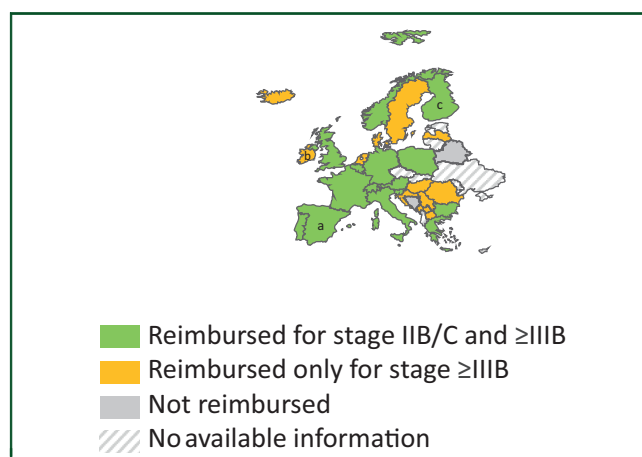 c
b
a
Reimbursed for stage IIB/C and ≥IIIB
Reimbursed only for stage ≥IIIB
Not reimbursed
No available information